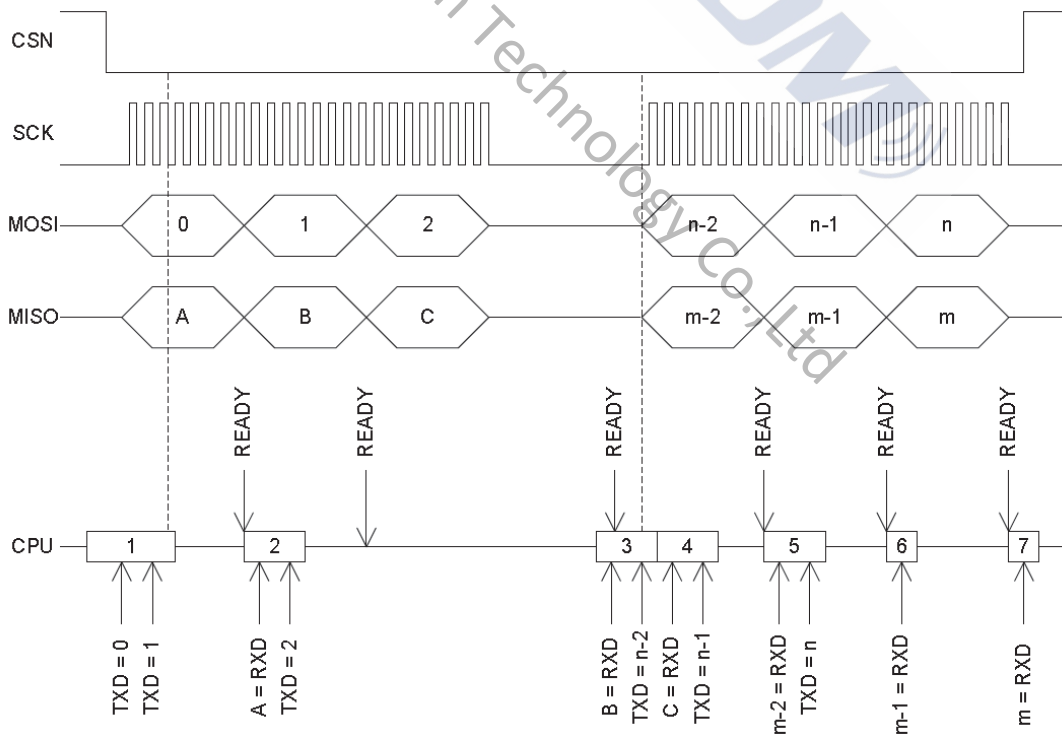 CSN
SCK
MOSI
0
1
2
n-2
n-1
n
MISO
A
B
C
m-2
m-1
m
READY
READY
READY
READY
READY
READY
CPU
1
2
3
4
5
6
7
TXD = 0
TXD = 1
A = RXD
TXD = 2
B = RXD
TXD = n-2
C = RXD
TXD = n-1
m-2 = RXD
TXD = n
m-1 = RXD
m = RXD
Technology Co.,Ltd